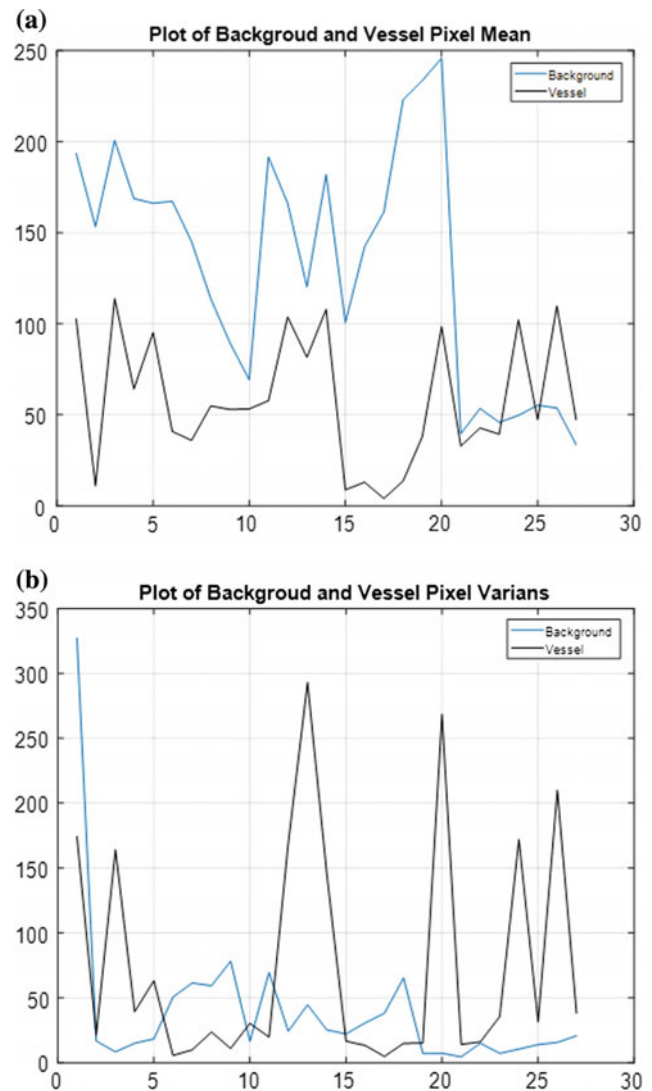 (a)
Plot of Backgroud and Vessel Pixel Mean
250
200
150
100
50
0
Background
Vessel
0 5 10 15 20 25 30
(b)
Plot of Backgroud and Vessel Pixel Varians
350
300
250
200
150
100
50
0
Background
Vessel
0 5 10 15 20 25 30